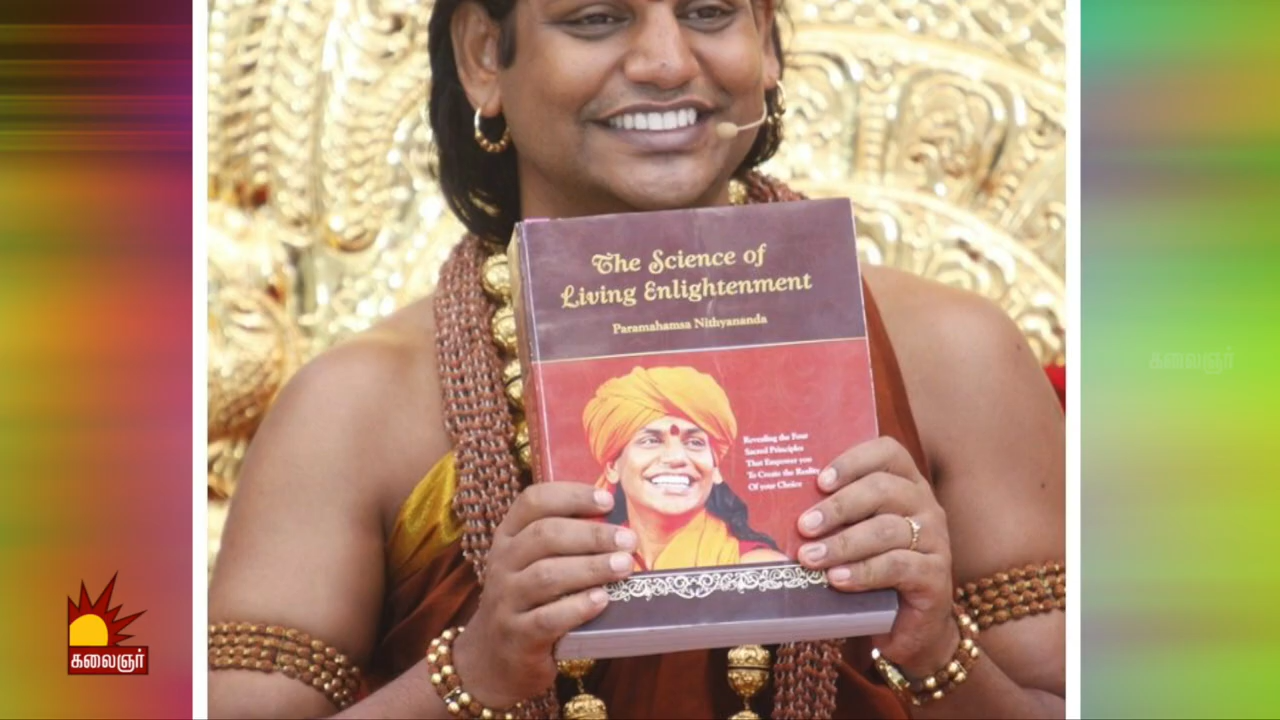 The Science of
Living Enlightenment
Paramahamsa Nithyananda
Revealing the Four
Sacred Principles
That Empower you
To Create the Reality
Of your Choice
கலைஞர்
கலைஞர்